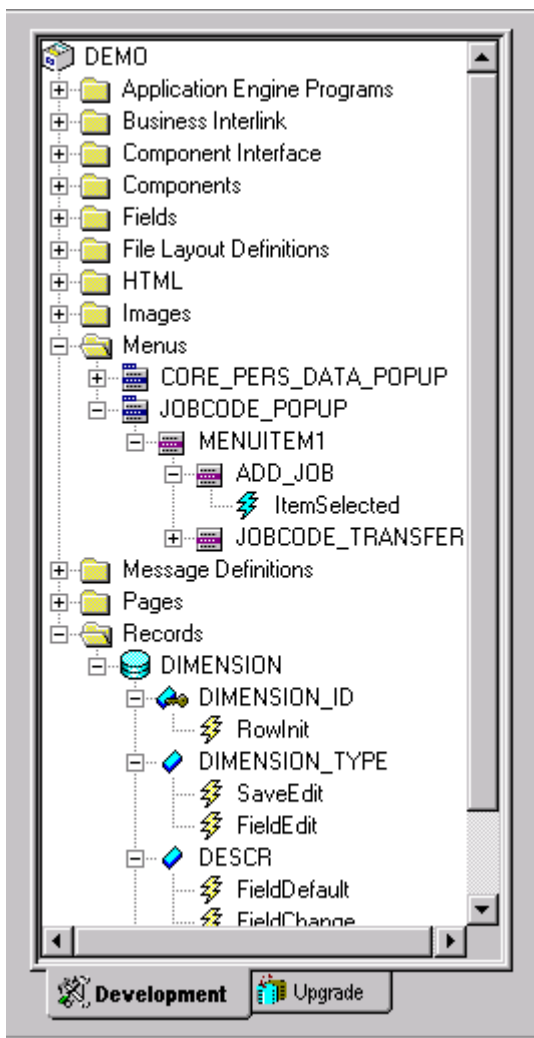 DEMO
Application Engine Programs
Business Interlink
Component Interface
Components
Fields
File Layout Definitions
HTML
Images
Menus
CORE_PERS_DATA_POPUP
JOBCODE_POPUP
MENUITEM1
ADD_JOB
ItemSelected
JOBCODE_TRANSFER
Message Definitions
Pages
Records
DIMENSION
DIMENSION_ID
RowInit
DIMENSION_TYPE
SaveEdit
FieldEdit
DESCR
FieldDefault
FieldChange
Development Upgrade